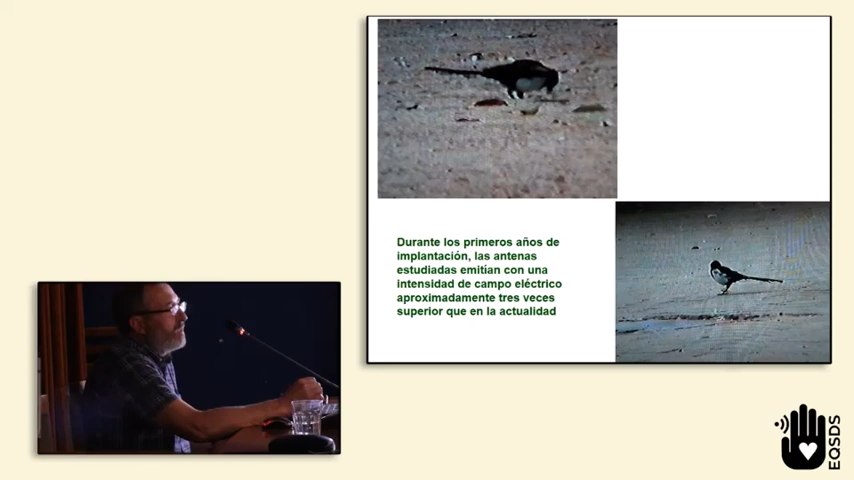 Durante los primeros años de
implantación, las antenas
estudiadas emitían con una
intensidad de campo eléctrico
aproximadamente tres veces
superior que en la actualidad
EQSDS